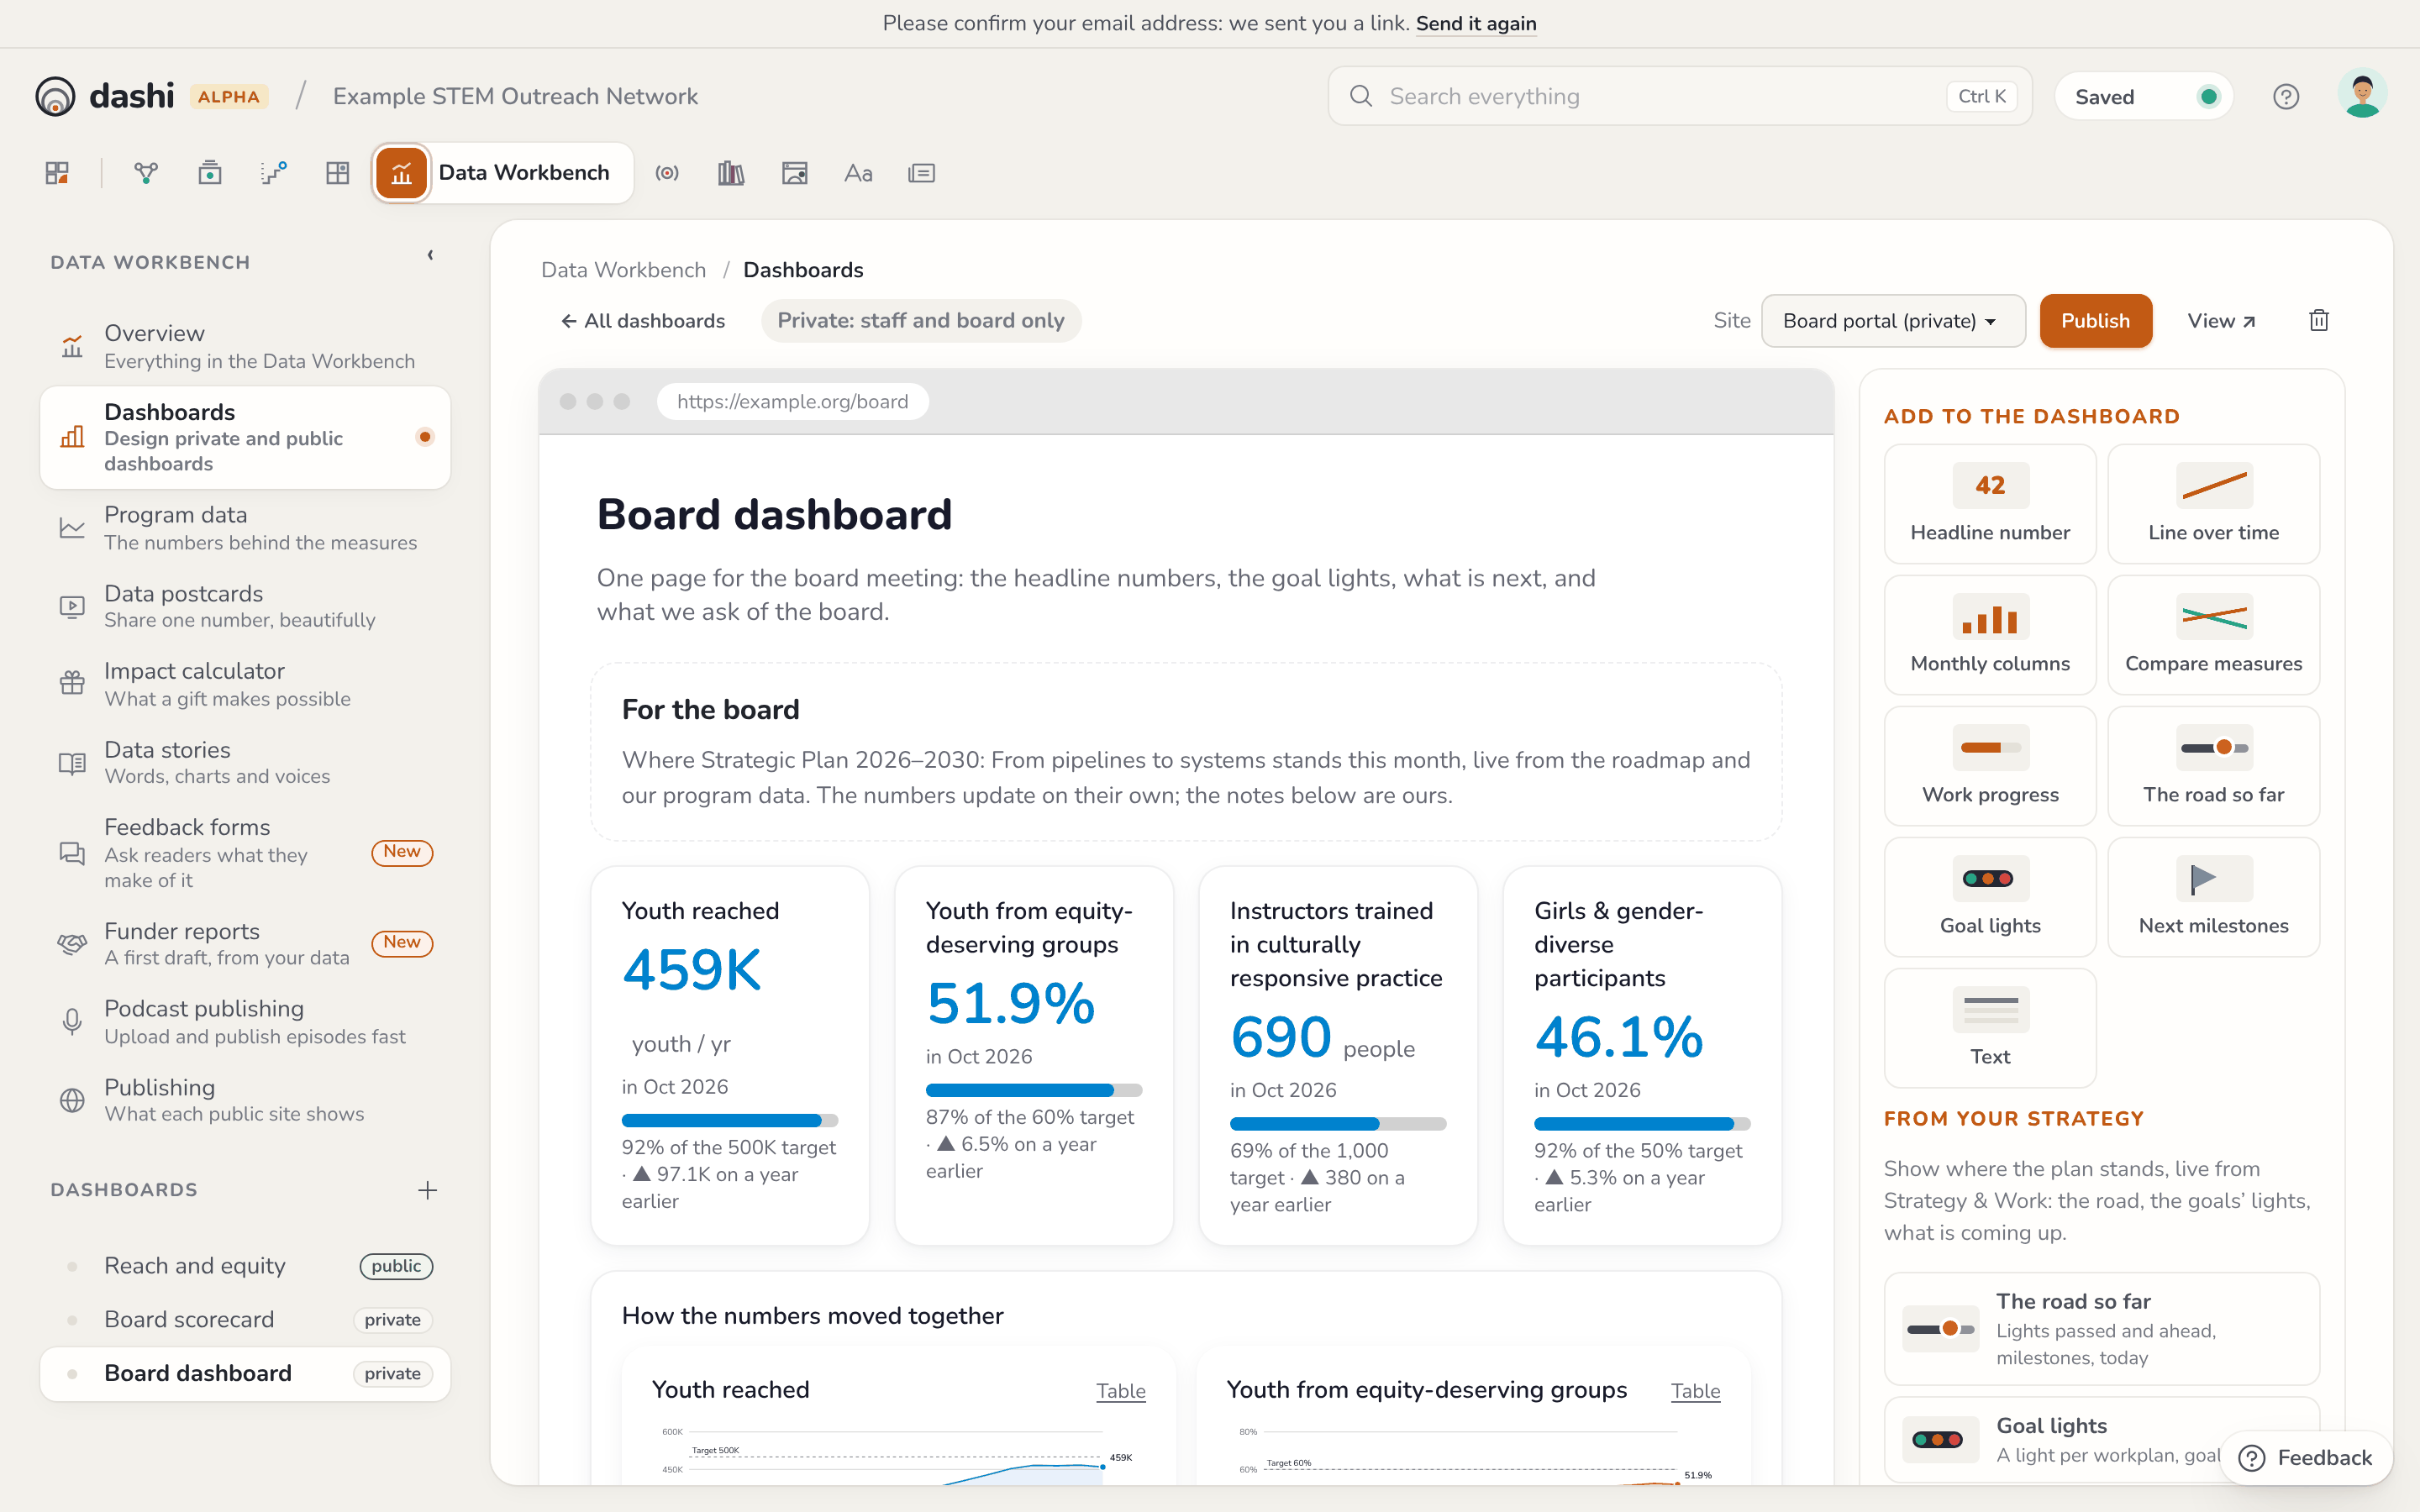 Please confirm your email address: we sent you a link. Send it again
dashi ALPHA / Example STEM Outreach Network
Search everything Ctrl K
Saved
Data Workbench
Aa
DATA WORKBENCH
Overview
Everything in the Data Workbench
Dashboards
Design private and public
dashboards
Program data
The numbers behind the measures
Data postcards
Share one number, beautifully
Impact calculator
What a gift makes possible
Data stories
Words, charts and voices
Feedback forms
Ask readers what they
make of it
New
Funder reports
A first draft, from your data
New
Podcast publishing
Upload and publish episodes fast
Publishing
What each public site shows
DASHBOARDS
Reach and equity public
Board scorecard private
Board dashboard private
Data Workbench / Dashboards
← All dashboards
Private: staff and board only
Site Board portal (private)
Publish
View
https://example.org/board
Board dashboard
One page for the board meeting: the headline numbers, the goal lights, what is next, and
what we ask of the board.
For the board
Where Strategic Plan 2026–2030: From pipelines to systems stands this month, live from the roadmap and
our program data. The numbers update on their own; the notes below are ours.
Youth reached
459K
youth / yr
in Oct 2026
92% of the 500K target
· ▲ 97.1K on a year
earlier
Youth from equity-
deserving groups
51.9%
in Oct 2026
87% of the 60% target
· ▲ 6.5% on a year
earlier
Instructors trained
in culturally
responsive practice
690 people
in Oct 2026
69% of the 1,000
target · ▲ 380 on a
year earlier
Girls & gender-
diverse
participants
46.1%
in Oct 2026
92% of the 50% target
· ▲ 5.3% on a year
earlier
How the numbers moved together
Youth reached Table
600K
Target 500K
459K
450K
Youth from equity-deserving groups Table
80%
Target 60%
60%
51.9%
ADD TO THE DASHBOARD
42
Headline number
Line over time
Monthly columns
Compare measures
Work progress
The road so far
Goal lights
Next milestones
Text
FROM YOUR STRATEGY
Show where the plan stands, live from
Strategy & Work: the road, the goals’ lights,
what is coming up.
The road so far
Lights passed and ahead,
milestones, today
Goal lights
A light per workplan, goal
Feedback